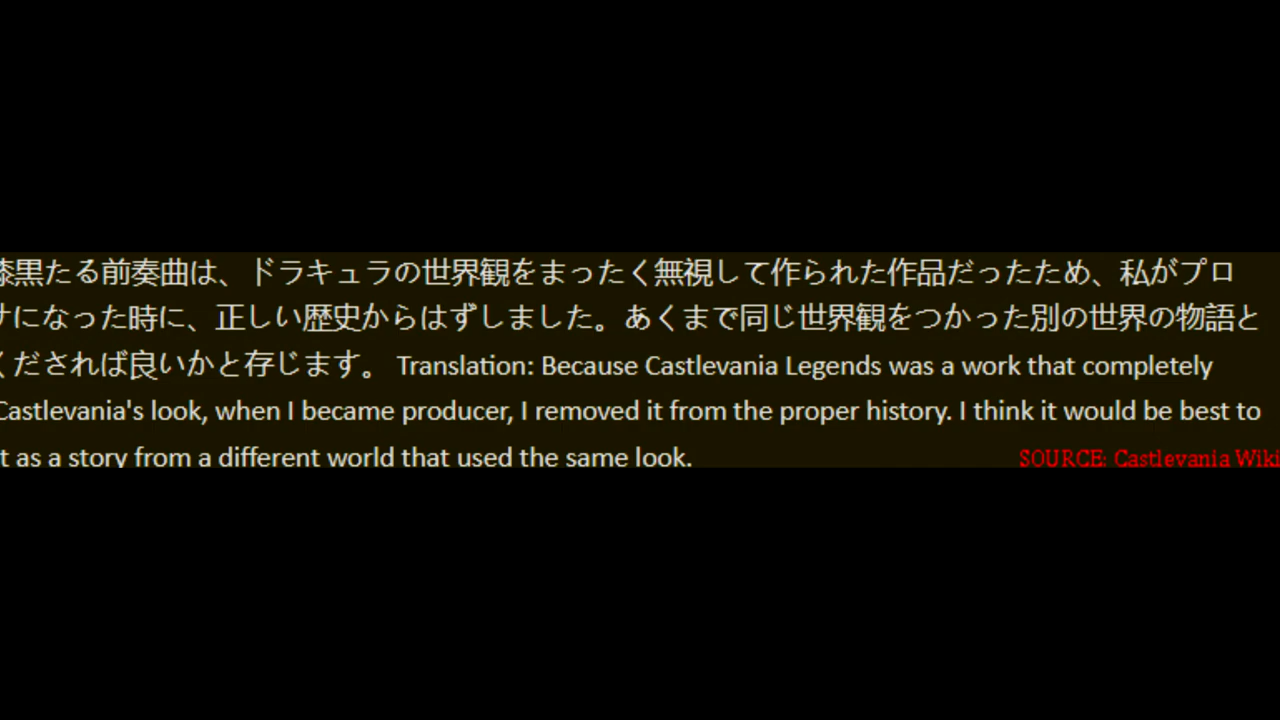 漆黒たる前奏曲は、ドラキュラの世界観をまったく無視して作られた作品だったため、私がプロ
サになった時に、正しい歴史からはずしました。あくまで同じ世界観をつかった別の世界の物語と
くだされば良いかと存じます。 Translation: Because Castlevania Legends was a work that completely
Castlevania's look, when I became producer, I removed it from the proper history. I think it would be best to
t as a story from a different world that used the same look.
SOURCE: Castlevania Wiki